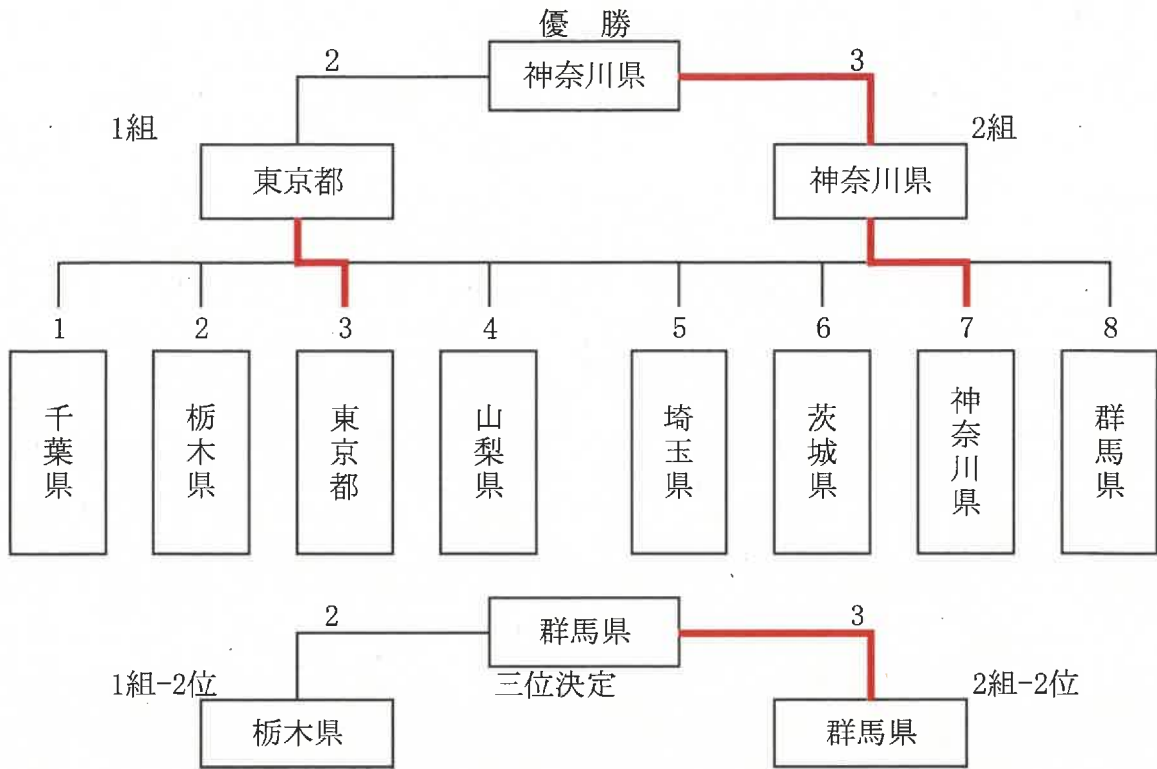 優 勝
2 神奈川県 3
1組 2組
東京都 神奈川県
1 2 3 4 5 6 7 8
千葉県
栃木県
東京都
山梨県
埼玉県
茨城県
神奈川県
群馬県
2 群馬県 3
1組-2位 三位決定 2組-2位
栃木県 群馬県